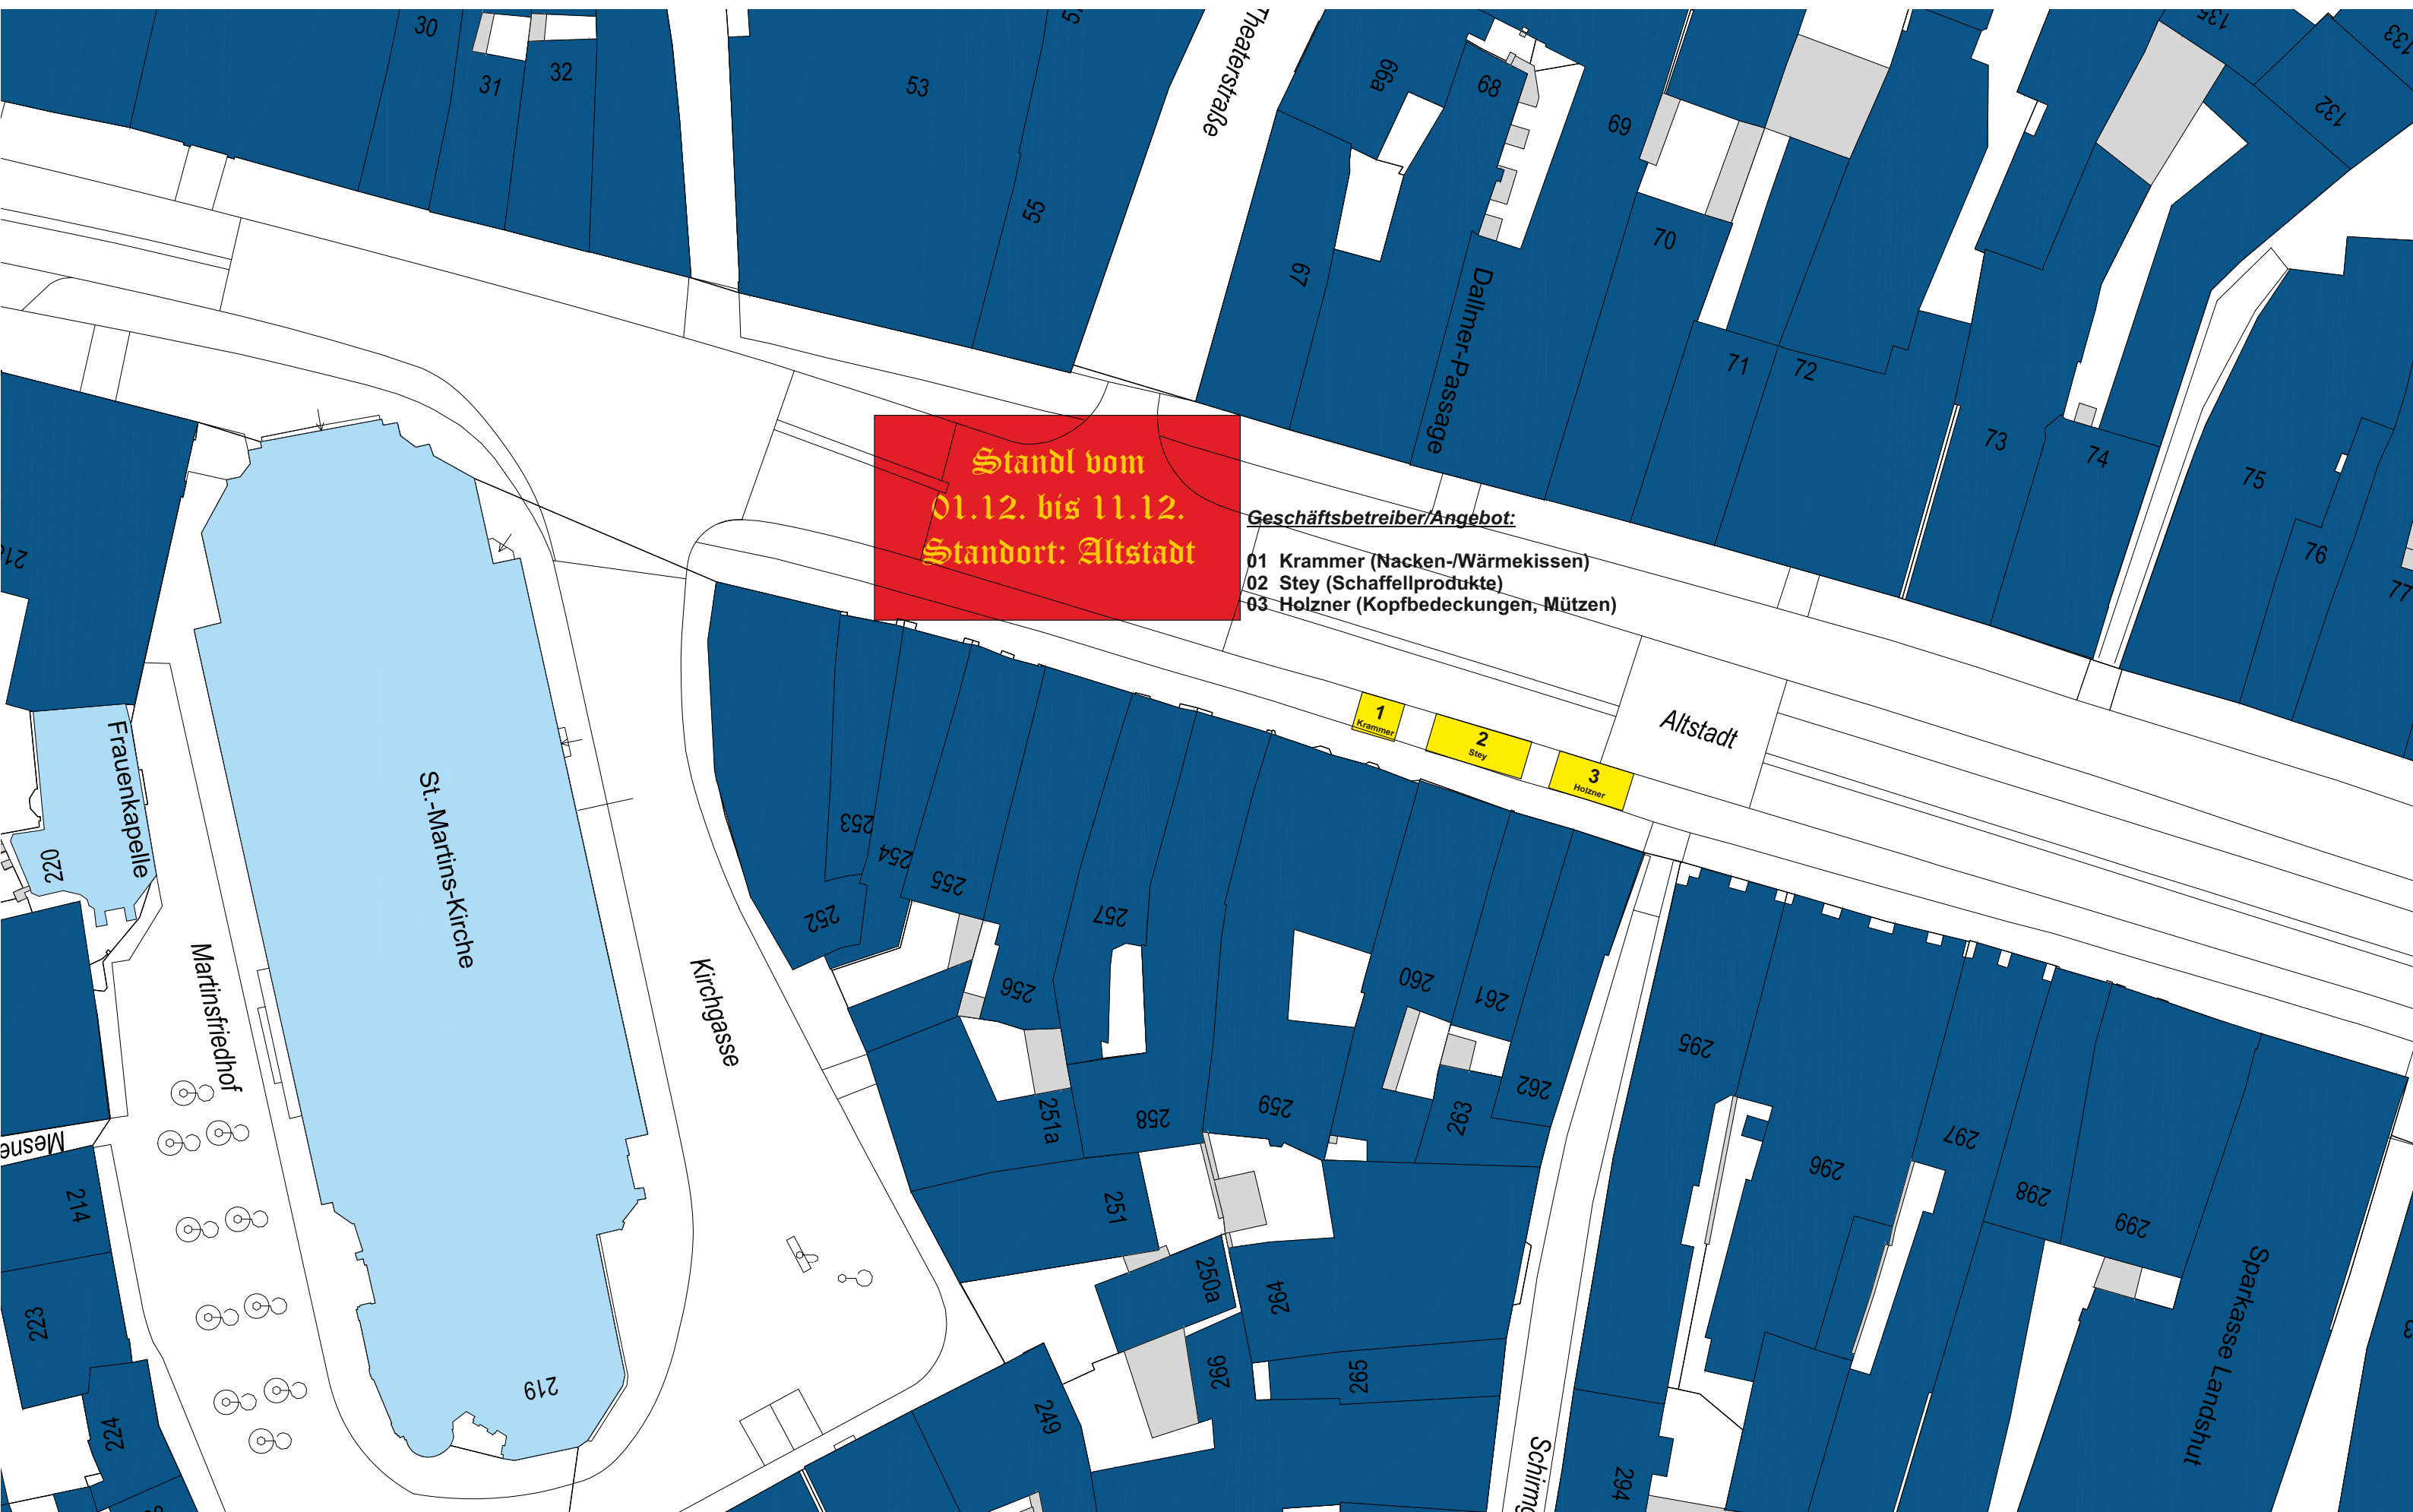 30
31
32
53
55
Theaterstraße
66a
68
69
67
70
71
72
73
74
75
76
77
135
133
132
Dallmer-Passage
Standl vom
01.12. bis 11.12.
Standort: Altstadt
Geschäftsbetreiber/Angebot:
01 Krammer (Nacken-/Wärmekissen)
02 Stey (Schaffellprodukte)
03 Holzner (Kopfbedeckungen, Mützen)
1
Krammer
2
Stey
3
Holzner
Altstadt
Frauenkapelle
220
St.-Martins-Kirche
Martinsfriedhof
Kirchgasse
253
254
255
252
256
257
251a
258
259
260
261
262
293
251
250a
264
266
265
249
219
214
223
224
295
296
297
298
299
294
Sparkasse Landshut